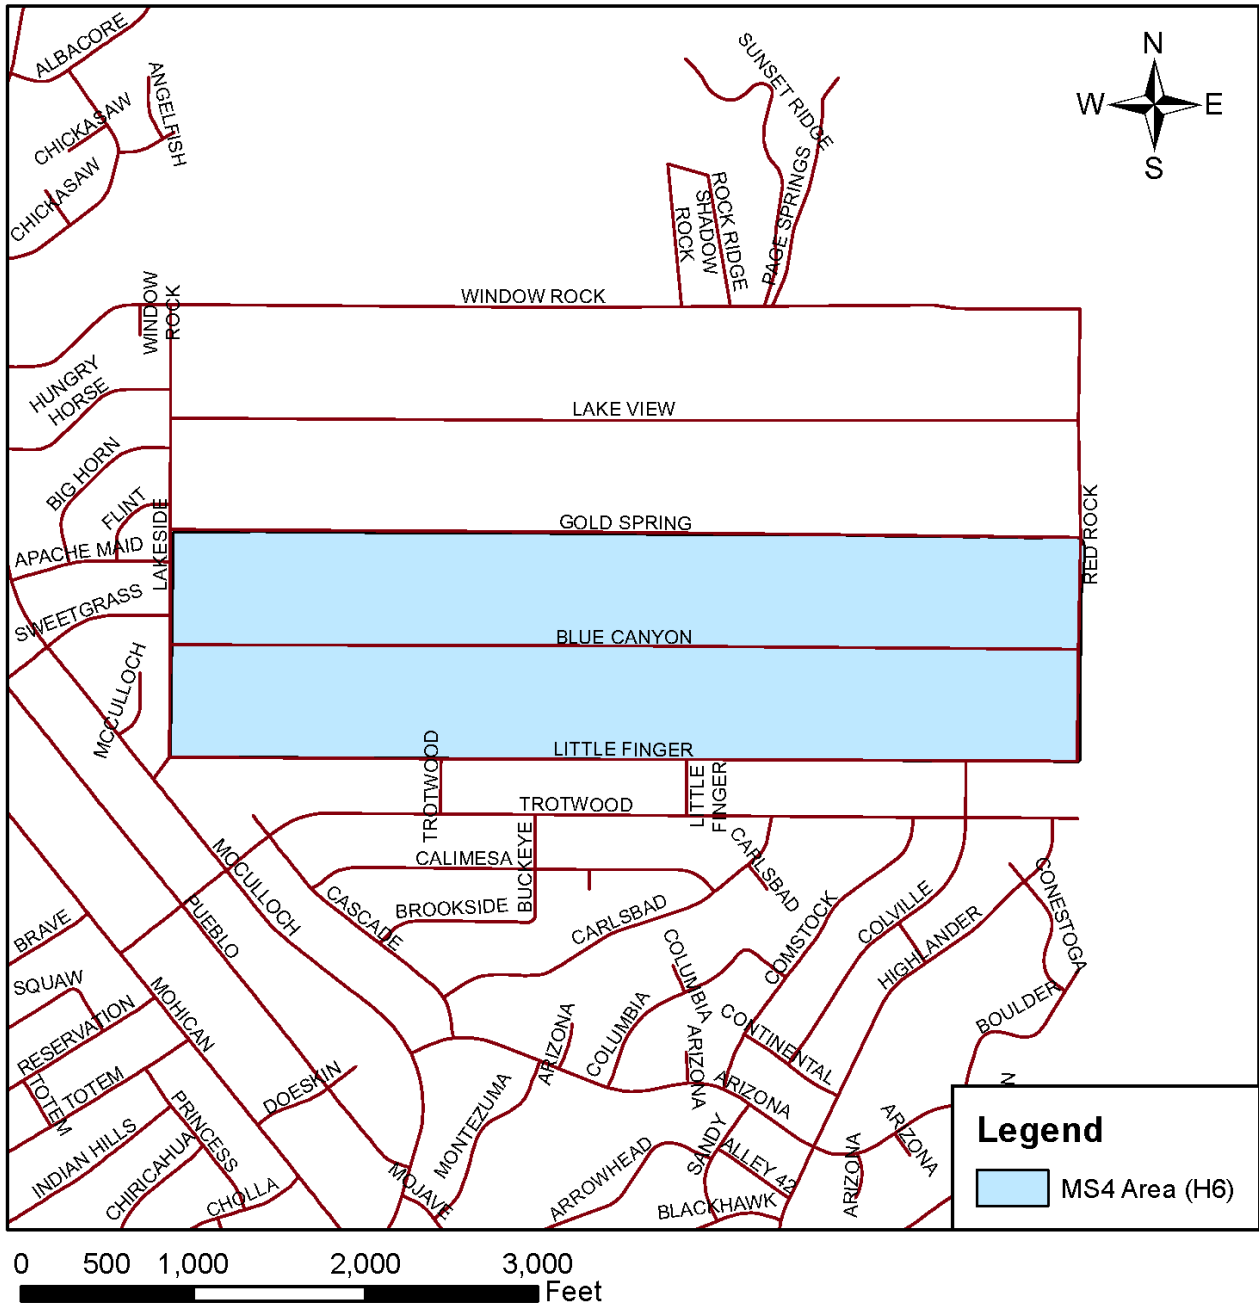 ALBACORE
SUNSET RIDGE
N
W E
S
ANGELFISH
CHICKASAW
CHICKASAW
PAGE SPRINGS
ROCK RIDGE
SHADOW
ROCK
WINDOW
ROCK
WINDOW ROCK
HUNGRY
HORSE
LAKE VIEW
BIG HORN
FLINT
LAKESIDE
GOLD SPRING
RED ROCK
APACHE MAID
SWEETGRASS
BLUE CANYON
MCCULLOCH
LITTLE FINGER
TROTWOOD
LITTLE
FINGER
TROTWOOD
BUCKEYE
CALIMESA
CARLSBAD
MCCULLOCH
CASCADE
BROOKSIDE
CARLSBAD
COMSTOCK
COLVILLE
HIGHLANDER
CONESTOGA
PUEBLO
BRAVE
SQUAW
MOHICAN
RESERVATION
TOTEM
TOTEM
COLUMBIA
COLUMBIA
ARIZONA
ARIZONA
CONTINENTAL
BOULDER
DOESKIN
PRINCESS
INDIAN HILLS
CHIRICAHUA
CHOLLA
MONTEZUMA
MOJAVE
ARIZONA
SANDY
ALLEY 42
ARROWHEAD
BLACKHAWK
ARIZONA
ARIZONA
N
Legend
MS4 Area (H6)
0 500 1,000 2,000 3,000
Feet